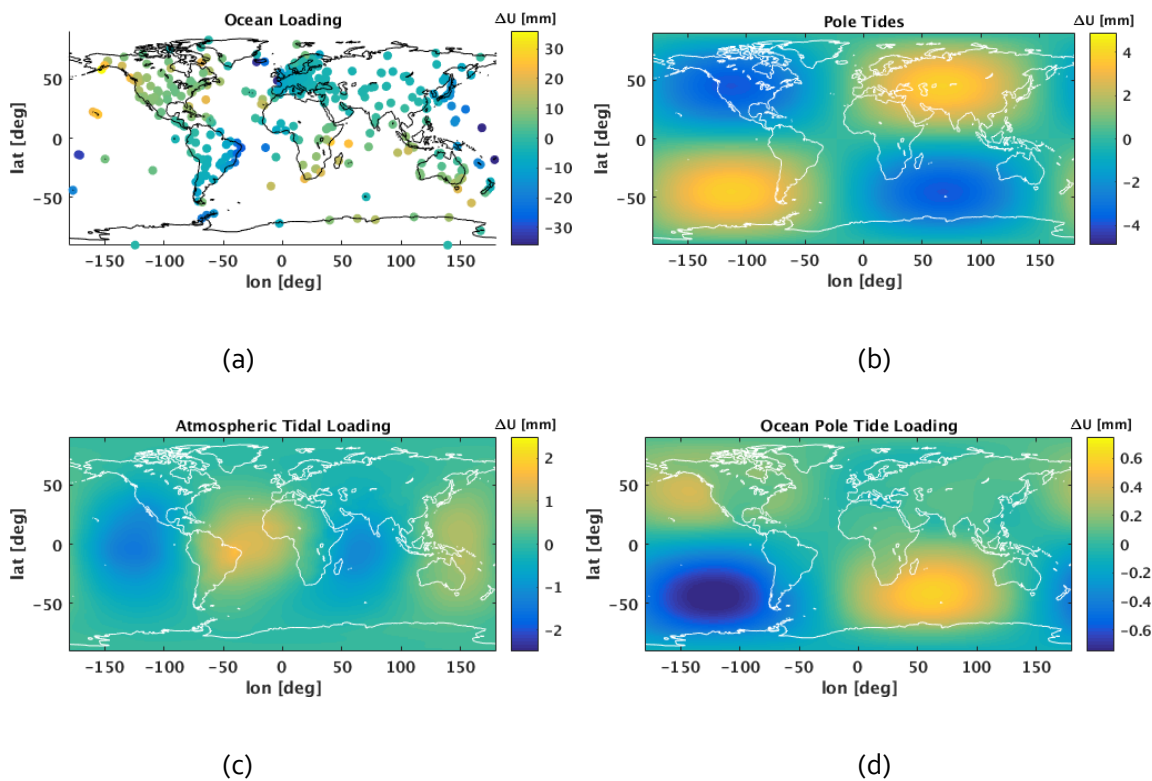 Ocean Loading
ΔU [mm]
50
0
−50
lat [deg]
−150 −100 −50 0 50 100 150
lon [deg]
30
20
10
0
−10
−20
−30
(a)
Pole Tides
ΔU [mm]
50
0
−50
lat [deg]
−150 −100 −50 0 50 100 150
lon [deg]
4
2
0
−2
−4
(b)
Atmospheric Tidal Loading
ΔU [mm]
50
0
−50
lat [deg]
−150 −100 −50 0 50 100 150
lon [deg]
2
1
0
−1
−2
(c)
Ocean Pole Tide Loading
ΔU [mm]
50
0
−50
lat [deg]
−150 −100 −50 0 50 100 150
lon [deg]
0.6
0.4
0.2
0
−0.2
−0.4
−0.6
(d)